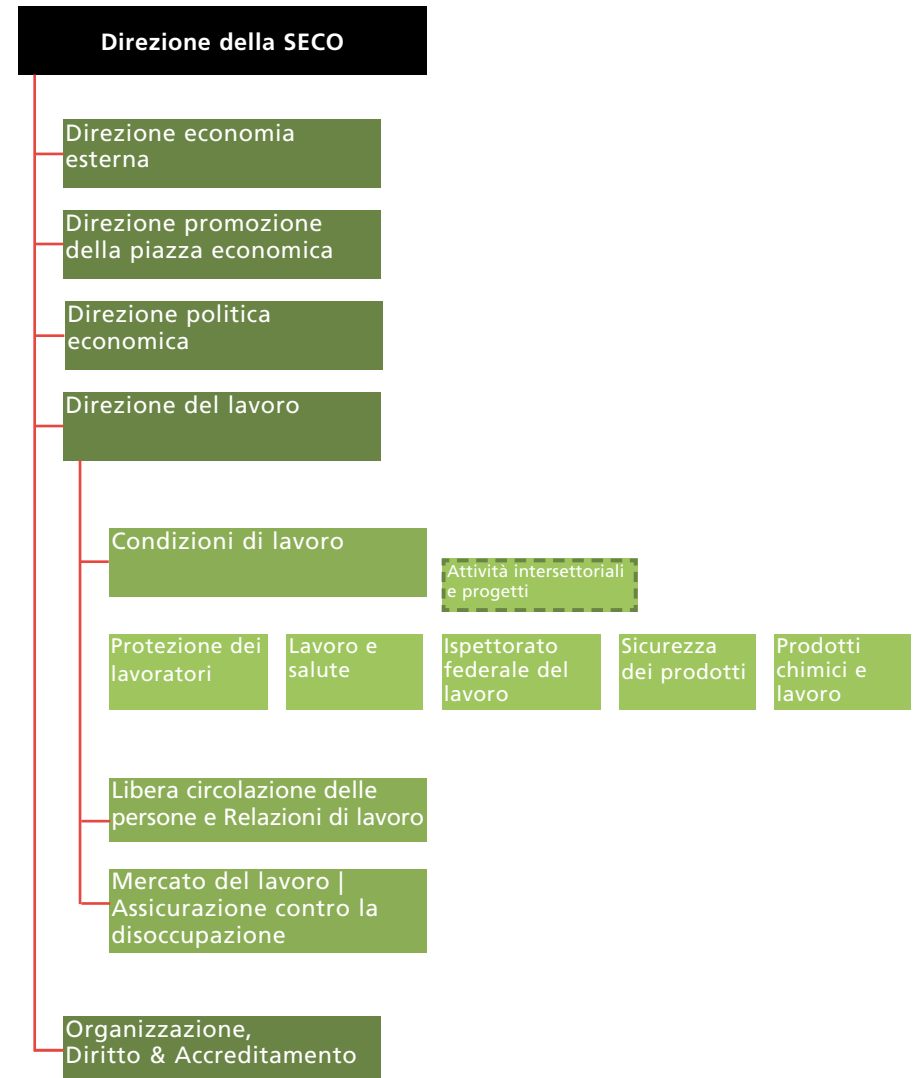 Direzione della SECO
Direzione economia
esterna
Direzione promozione
della piazza economica
Direzione politica
economica
Direzione del lavoro
Condizioni di lavoro
Attività intersettoriali
e progetti
Protezione dei
lavoratori
Lavoro e
salute
Ispettorato
federale del
lavoro
Sicurezza
dei prodotti
Prodotti
chimici e
lavoro
Libera circolazione delle
persone e Relazioni di lavoro
Mercato del lavoro |
Assicurazione contro la
disoccupazione
Organizzazione,
Diritto & Accreditamento